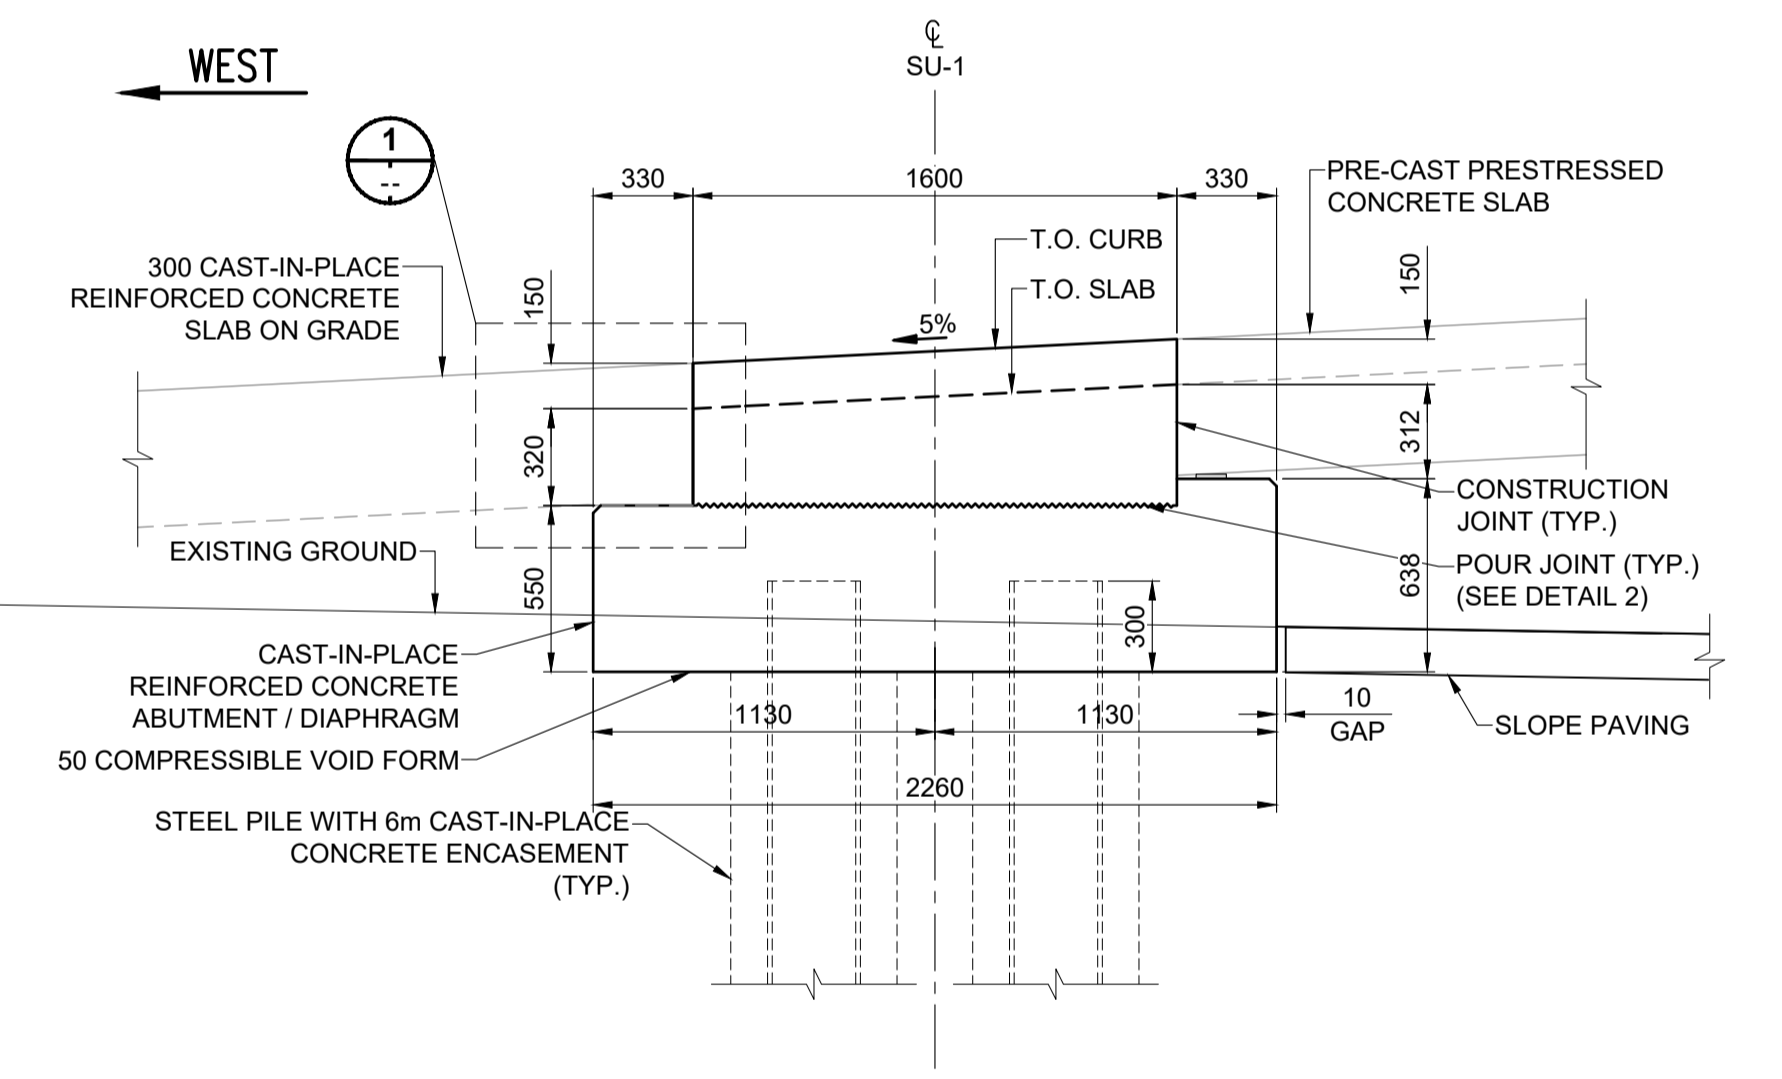 ℄
SU-1
WEST
1
--
330
1600
330
PRE-CAST PRESTRESSED
CONCRETE SLAB
T.O. CURB
T.O. SLAB
5%
150
150
300 CAST-IN-PLACE
REINFORCED CONCRETE
SLAB ON GRADE
320
312
CONSTRUCTION
JOINT (TYP.)
EXISTING GROUND
POUR JOINT (TYP.)
(SEE DETAIL 2)
550
638
300
CAST-IN-PLACE
REINFORCED CONCRETE
ABUTMENT / DIAPHRAGM
1130
1130
10
GAP
SLOPE PAVING
50 COMPRESSIBLE VOID FORM
2260
STEEL PILE WITH 6m CAST-IN-PLACE
CONCRETE ENCASEMENT
(TYP.)